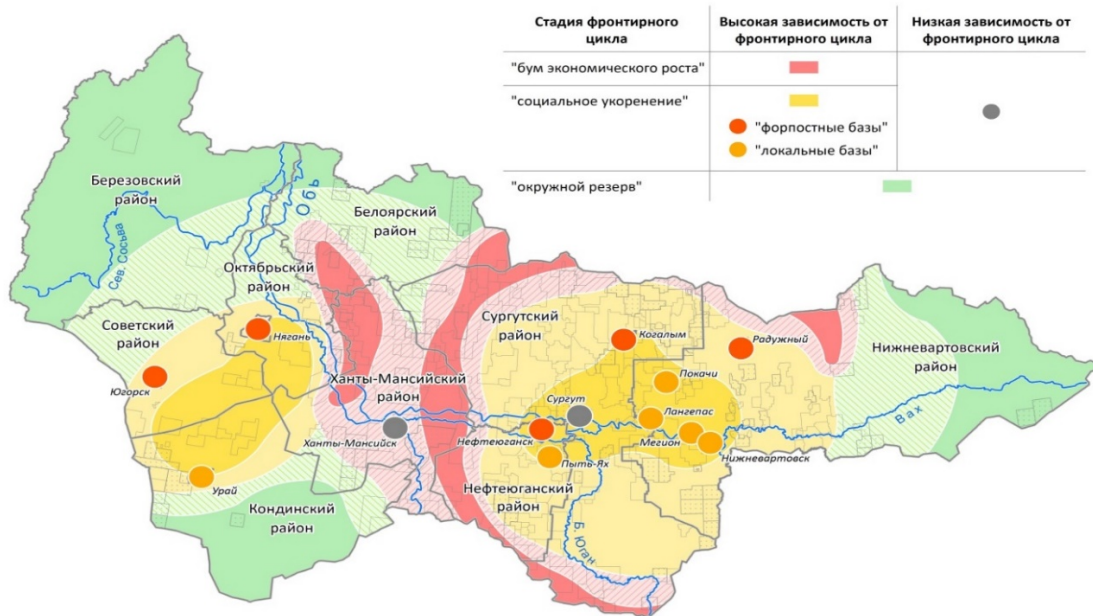 Стадия фронтирного
цикла
Высокая зависимость от
фронтирного цикла
Низкая зависимость от
фронтирного цикла
"бум экономического роста"
"социальное укоренение"
"форпостные базы"
"локальные базы"
"окружной резерв"
Березовский
район
Обь
Белоярский
район
Сев. Сосьва
Октябрьский
район
Советский
район
Нягань
Сургутский
район
Когалым
Радужный
Нижневартовский
район
Югорск
Ханты-Мансийский
район
Покачи
Сургут
Лангепас
Вах
Ханты-Мансийск
Нефтеюганск
Мегион
Нижневартовск
Пыть-Ях
Урай
Нефтеюганский
район
Кондинский
район
Б. Юган